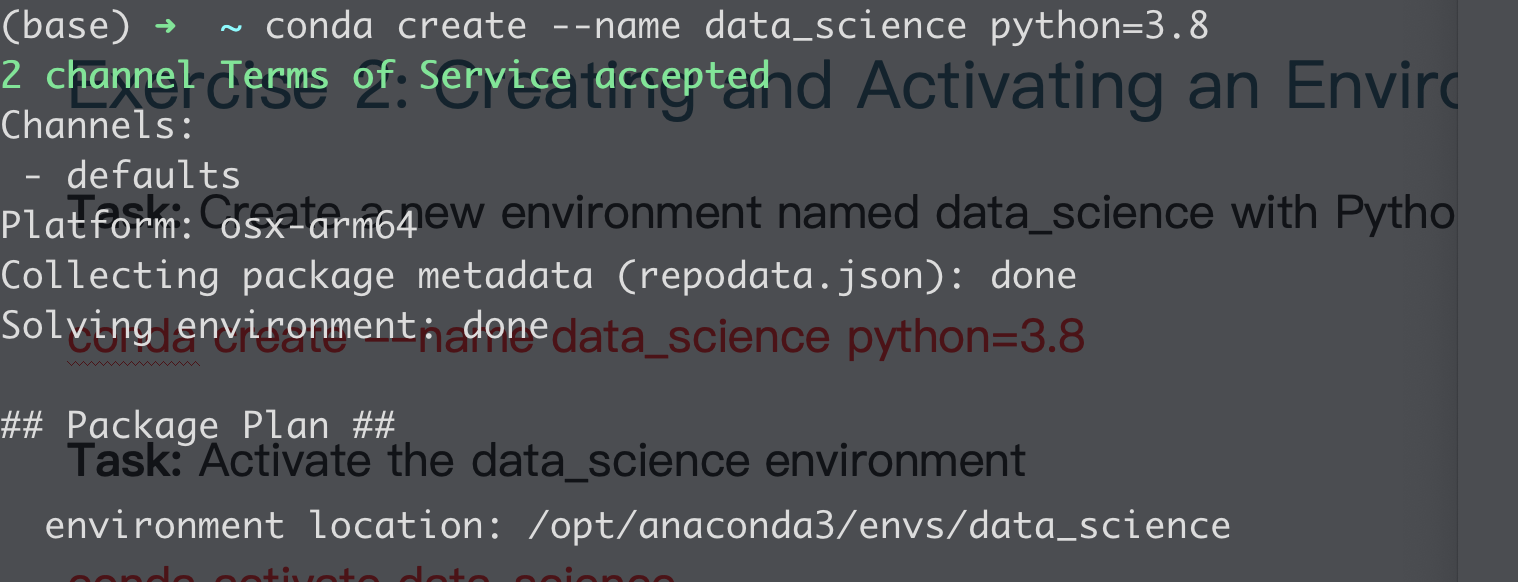 (base) ➜ ~ conda create --name data_science python=3.8
2 channel Terms of Service accepted
Exercise 2: Creating and Activating an Enviro
Channels:
- defaults
Task: Create a new environment named data_science with Pytho
Platform: osx-arm64
Collecting package metadata (repodata.json): done
Solving environment: done
conda create --name data_science python=3.8
## Package Plan ##
Task: Activate the data_science environment
environment location: /opt/anaconda3/envs/data_science
conda activate data_science